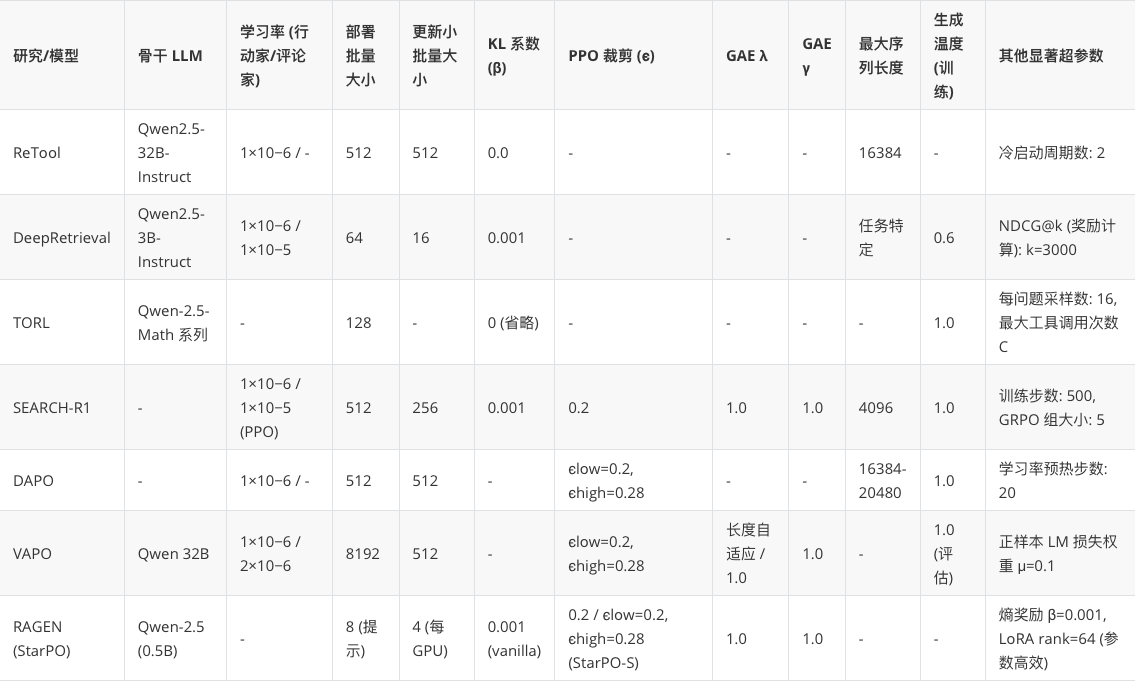 研究/模型
骨干 LLM
学习率 (行
动家/评论
家)
部署
批量
大小
更新小
批量大
小
KL 系数
(β)
PPO 裁剪 (ϵ)
GAE λ
GAE
γ
最大序
列长度
生成
温度
(训
练)
其他显著超参数
ReTool
Qwen2.5-
32B-
Instruct
1×10−6 / -
512
512
0.0
-
-
-
16384
-
冷启动周期数: 2
DeepRetrieval
Qwen2.5-
3B-
Instruct
1×10−6 /
1×10−5
64
16
0.001
-
-
-
任务特
定
0.6
NDCG@k (奖励计
算): k=3000
TORL
Qwen-2.5-
Math 系列
-
128
-
0 (省略)
-
-
-
-
1.0
每问题采样数: 16,
最大工具调用次数
C
SEARCH-R1
-
1×10−6 /
1×10−5
(PPO)
512
256
0.001
0.2
1.0
1.0
4096
1.0
训练步数: 500,
GRPO 组大小: 5
DAPO
-
1×10−6 / -
512
512
-
ϵlow=0.2,
ϵhigh=0.28
-
-
16384-
20480
1.0
学习率预热步数:
20
VAPO
Qwen 32B
1×10−6 /
2×10−6
8192
512
-
ϵlow=0.2,
ϵhigh=0.28
长度自
适应 /
1.0
1.0
-
1.0
(评
估)
正样本 LM 损失权
重 μ=0.1
RAGEN
(StarPO)
Qwen-2.5
(0.5B)
-
8 (提
示)
4 (每
GPU)
0.001
(vanilla)
0.2 / ϵlow=0.2,
ϵhigh=0.28
(StarPO-S)
1.0
1.0
-
-
熵奖励 β=0.001,
LoRA rank=64 (参
数高效)